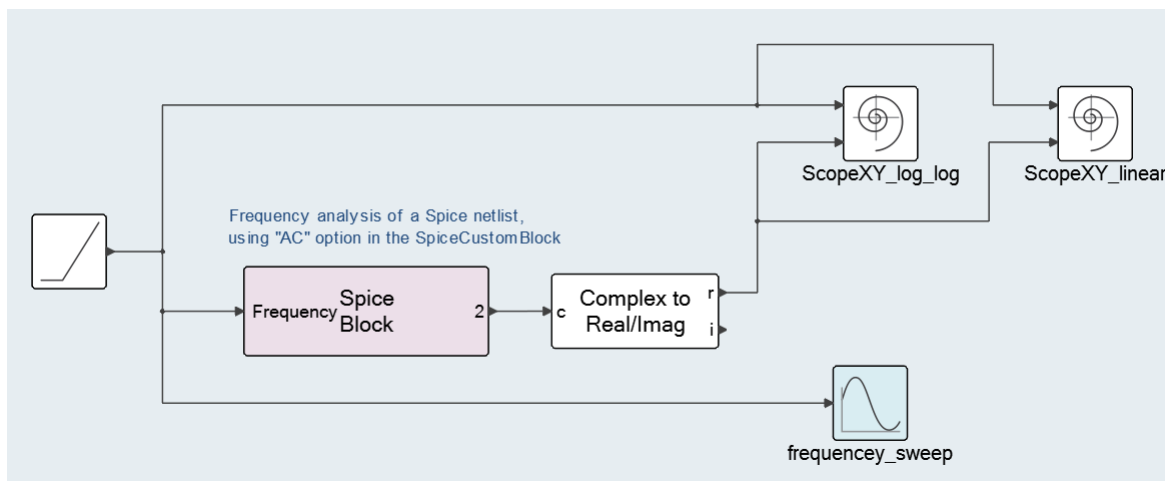 ScopeXY_log_log
ScopeXY_linear
Frequency analysis of a Spice netlist,
using "AC" option in the SpiceCustomBlock
Frequency
Spice
Block
2
c
Complex to
Real/Imag
r
i
frequencey_sweep